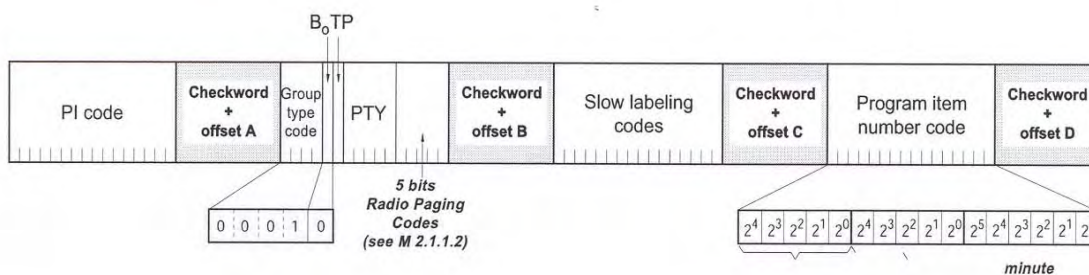 B₀TP
PI code
Checkword
+
offset A
Group
type
code
PTY
Checkword
+
offset B
Slow labeling
codes
Checkword
+
offset C
Program item
number code
Checkword
+
offset D
0 0 0 1 0
5 bits
Radio Paging
Codes
(see M 2.1.1.2)
2⁴ 2³ 2² 2¹ 2⁰ 2⁴ 2³ 2² 2¹ 2⁰ 2⁵ 2⁴ 2³ 2² 2¹ 2
minute